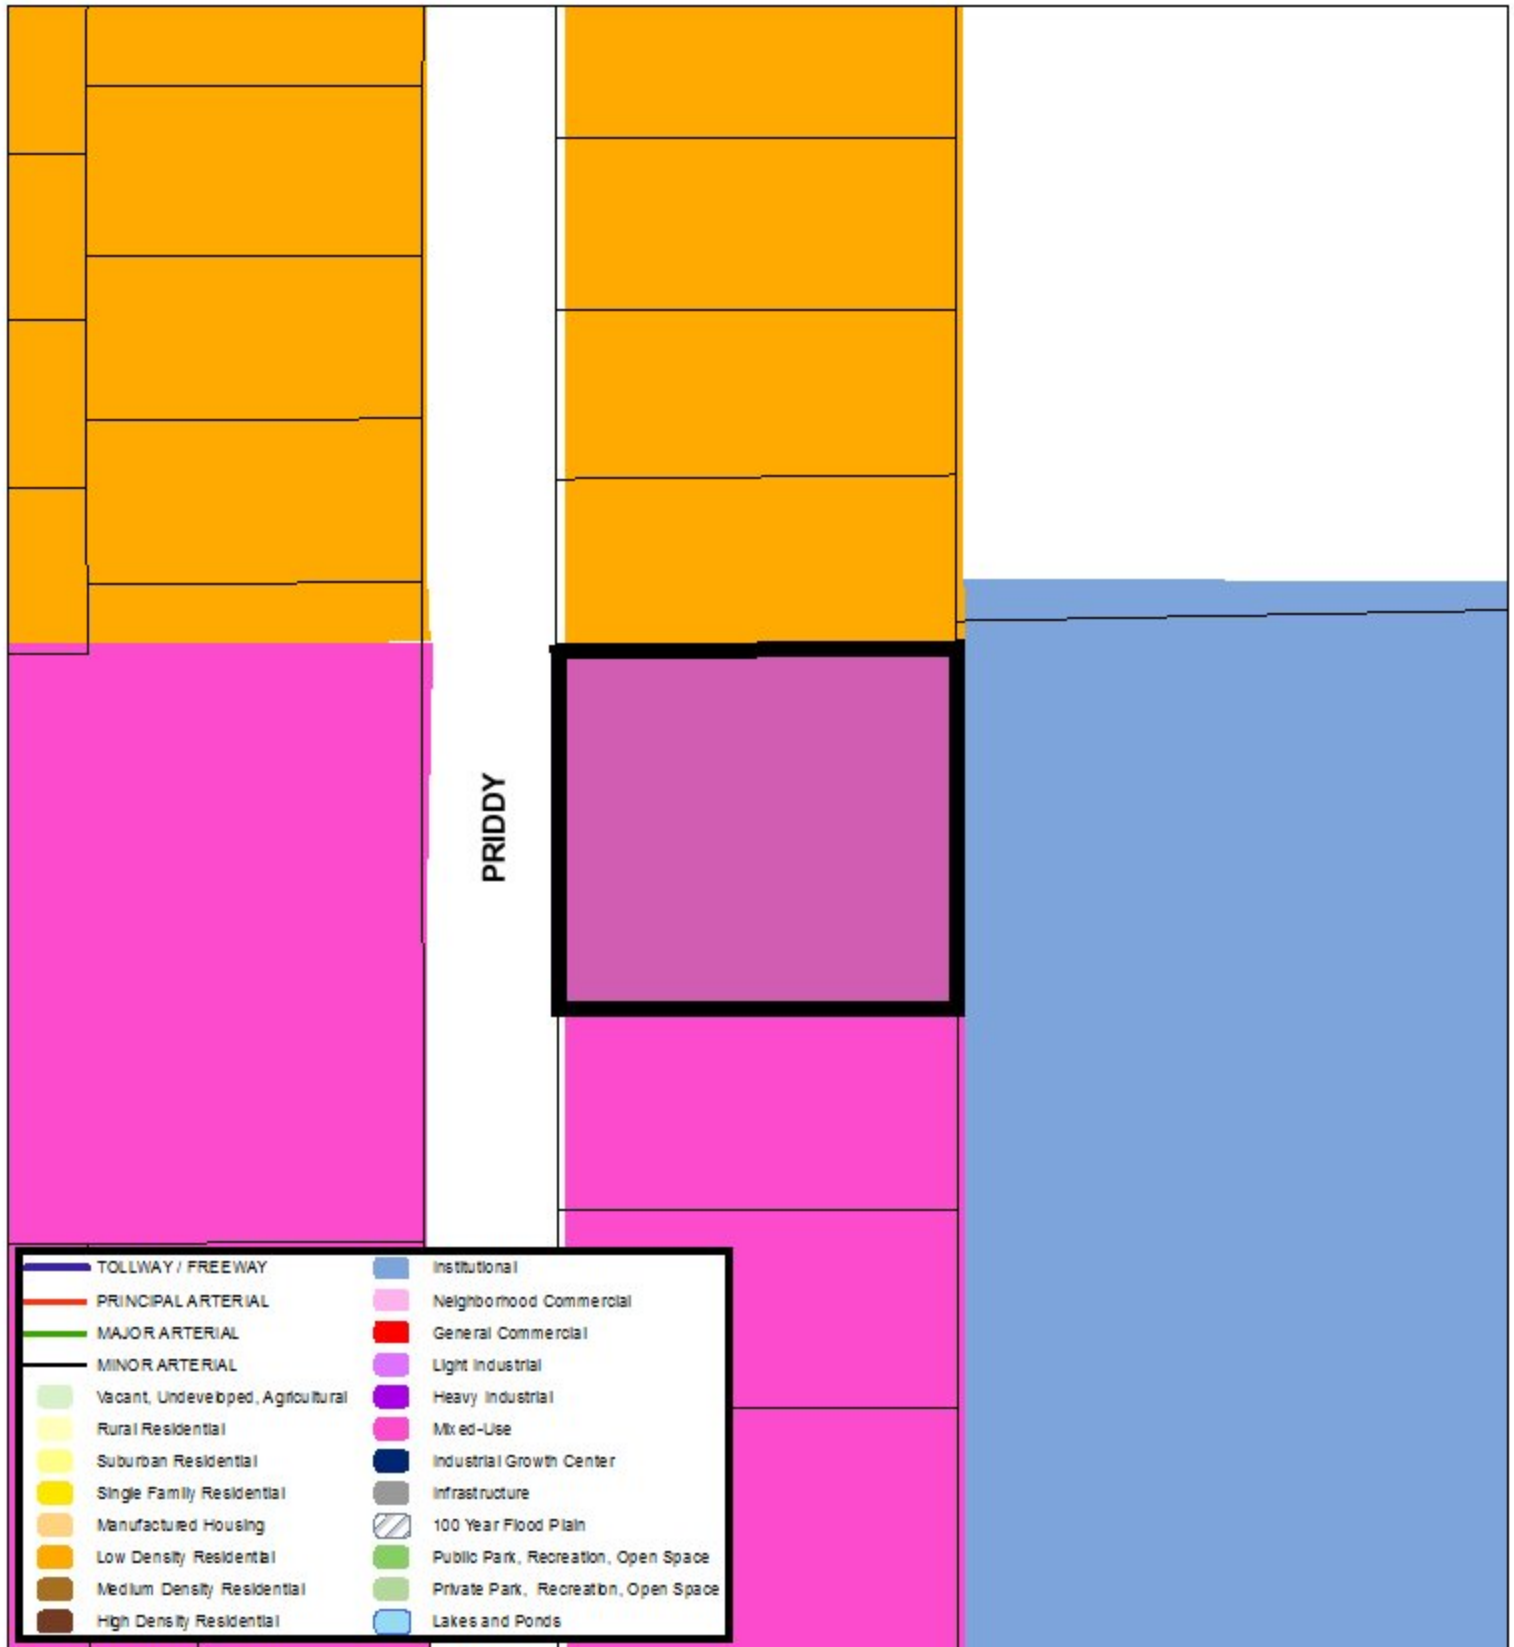 PRIDDY
TOLLWAY / FREEWAY
PRINCIPAL ARTERIAL
MAJOR ARTERIAL
MINOR ARTERIAL
Vacant, Undeveloped, Agricultural
Rural Residential
Suburban Residential
Single Family Residential
Manufactured Housing
Low Density Residential
Medium Density Residential
High Density Residential
Institutional
Neighborhood Commercial
General Commercial
Light Industrial
Heavy Industrial
Mixed-Use
Industrial Growth Center
Infrastructure
100 Year Flood Plain
Public Park, Recreation, Open Space
Private Park, Recreation, Open Space
Lakes and Ponds